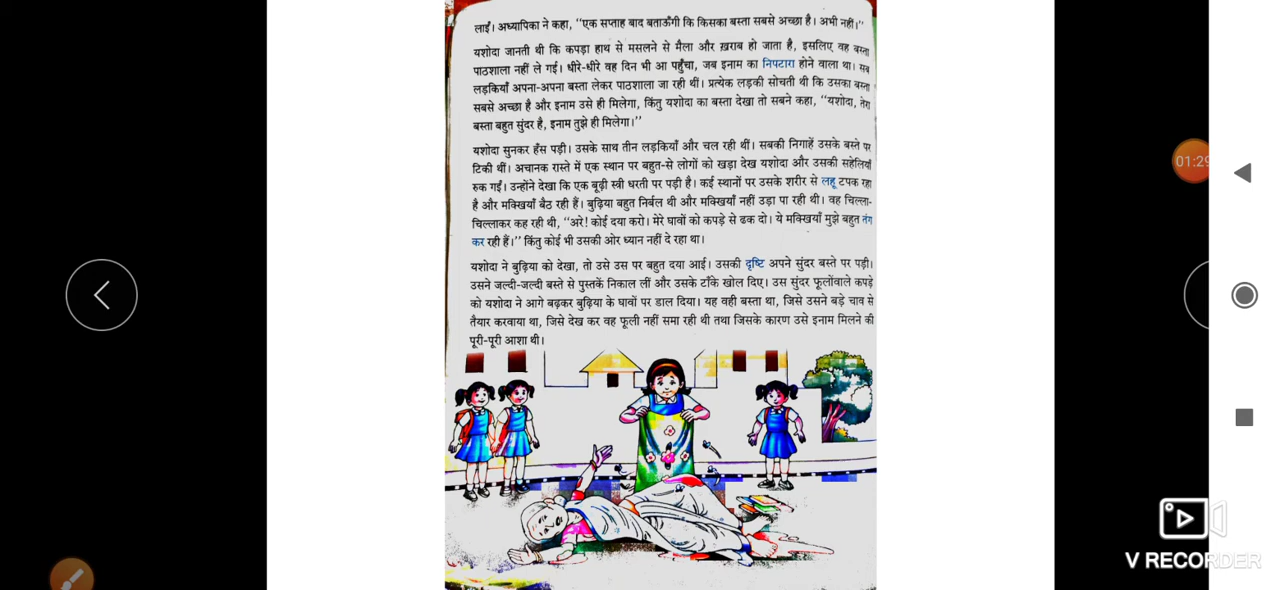 लाईं। अध्यापिका ने कहा, ‘‘एक सप्ताह बाद बताऊँगी कि किसका बस्ता सबसे अच्छा है। अभी नहीं।’’
यशोदा जानती थी कि कपड़ा हाथ से मसलने से मैला और ख़राब हो जाता है, इसलिए वह बस्ता
पाठशाला नहीं ले गई। धीरे-धीरे वह दिन भी आ पहुँचा, जब इनाम का निपटारा होने वाला था। सब
लड़कियाँ अपना-अपना बस्ता लेकर पाठशाला जा रही थीं। प्रत्येक लड़की सोचती थी कि उसका बस्ता
सबसे अच्छा है और इनाम उसे ही मिलेगा, किंतु यशोदा का बस्ता देखा तो सबने कहा, ‘‘यशोदा, तेरा
बस्ता बहुत सुंदर है, इनाम तुझे ही मिलेगा।’’
यशोदा सुनकर हँस पड़ी। उसके साथ तीन लड़कियाँ और चल रही थीं। सबकी निगाहें उसके बस्ते पर
टिकी थीं। अचानक रास्ते में एक स्थान पर बहुत-से लोगों को खड़ा देख यशोदा और उसकी सहेलियाँ
रुक गईं। उन्होंने देखा कि एक बूढ़ी स्त्री धरती पर पड़ी है। कई स्थानों पर उसके शरीर से लहू टपक रहा
है और मक्खियाँ बैठ रही हैं। बुढ़िया बहुत निर्बल थी और मक्खियाँ नहीं उड़ा पा रही थी। वह चिल्ला-
चिल्लाकर कह रही थी, ‘‘अरे! कोई दया करो। मेरे घावों को कपड़े से ढक दो। ये मक्खियाँ मुझे बहुत तंग
कर रही हैं।’’ किंतु कोई भी उसकी ओर ध्यान नहीं दे रहा था।
यशोदा ने बुढ़िया को देखा, तो उसे उस पर बहुत दया आई। उसकी दृष्टि अपने सुंदर बस्ते पर पड़ी।
उसने जल्दी-जल्दी बस्ते से पुस्तकें निकाल लीं और उसके टाँके खोल दिए। उस सुंदर फूलोंवाले कपड़े
को यशोदा ने आगे बढ़कर बुढ़िया के घावों पर डाल दिया। यह वही बस्ता था, जिसे उसने बड़े चाव से
तैयार करवाया था, जिसे देख कर वह फूली नहीं समा रही थी तथा जिसके कारण उसे इनाम मिलने की
पूरी-पूरी आशा थी।
01:29
V RECORDER